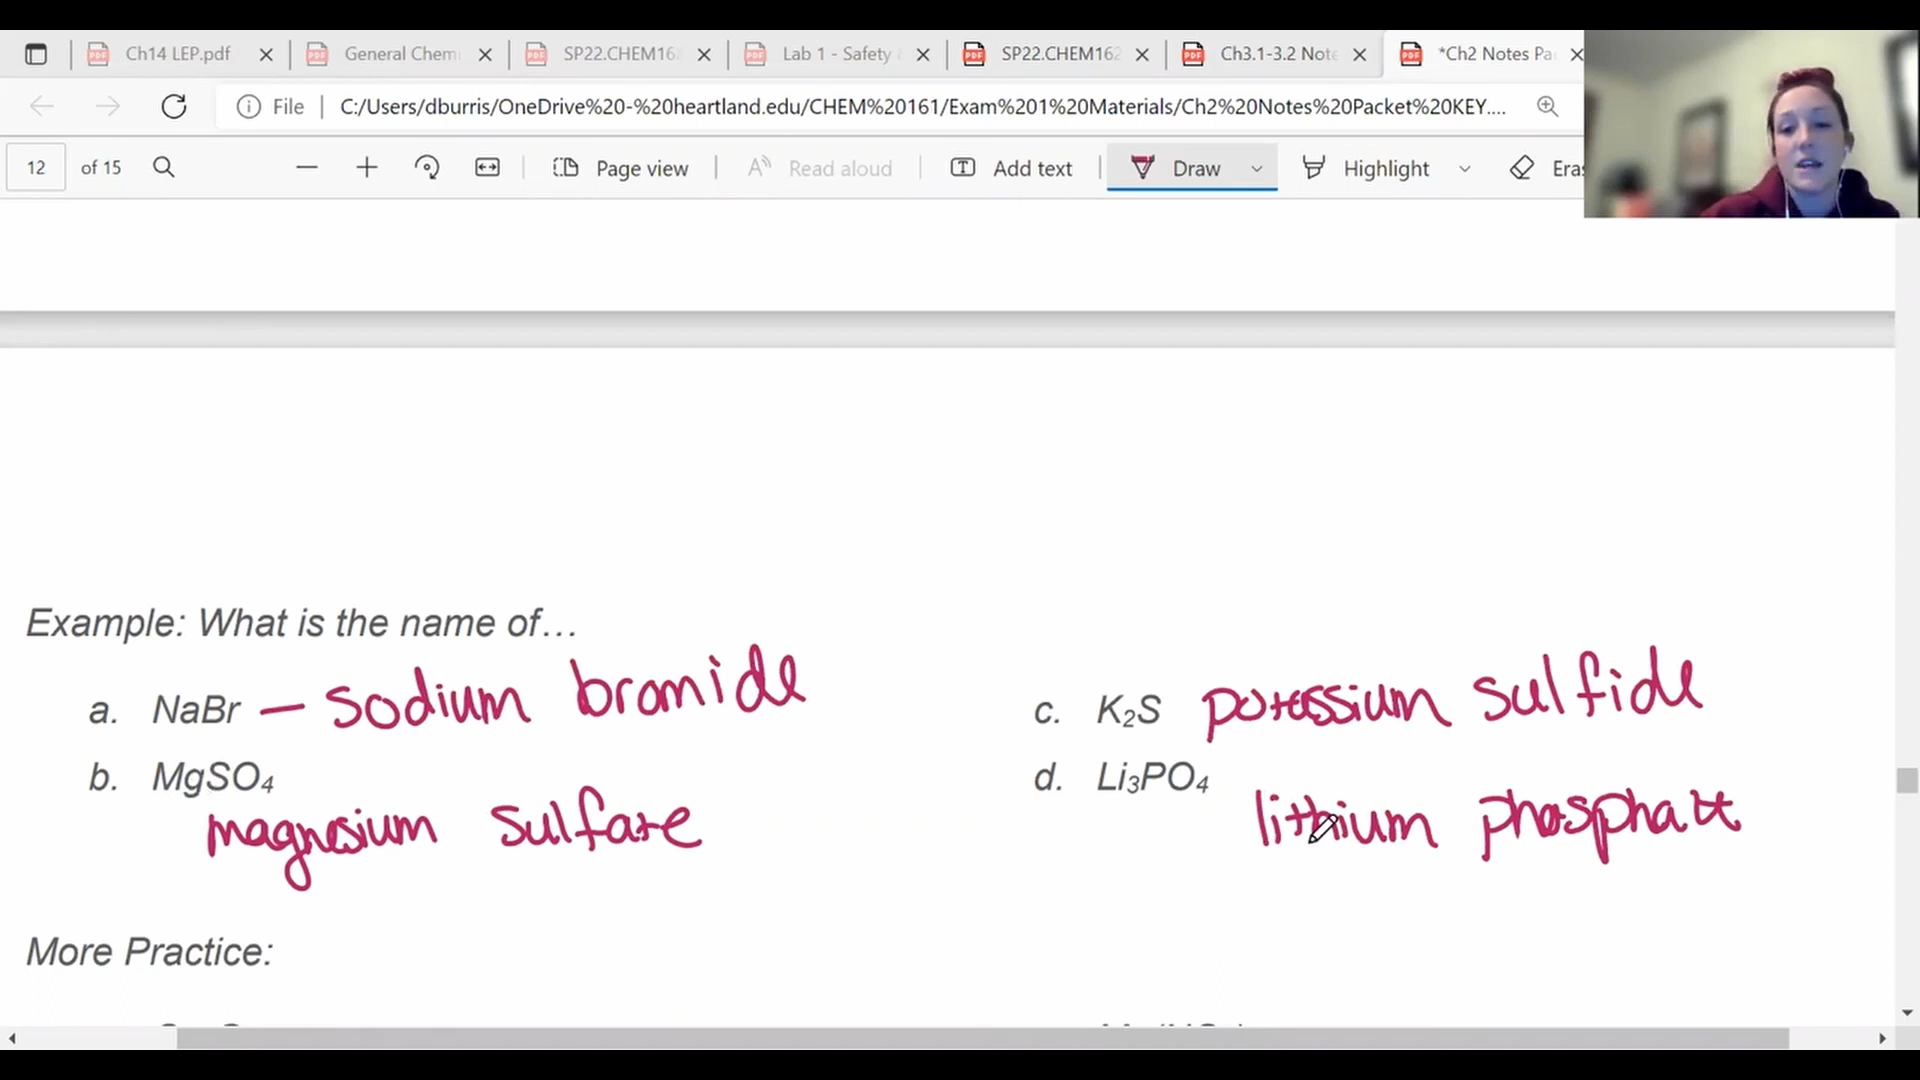 Ch14 LEP.pdf General Chemi SP22.CHEM16 Lab 1 - Safety SP22.CHEM162 Ch3.1-3.2 Note *Ch2 Notes Pa
File C:/Users/dburris/OneDrive%20-%20heartland.edu/CHEM%20161/Exam%201%20Materials/Ch2%20Notes%20Packet%20KEY....
12 of 15 Page view Read aloud Add text Draw Highlight Eras
Example: What is the name of…
a. NaBr — sodium bromide
c. K₂S potassium sulfide
b. MgSO₄
magnesium sulfate
d. Li₃PO₄
lithium phosphate
More Practice: